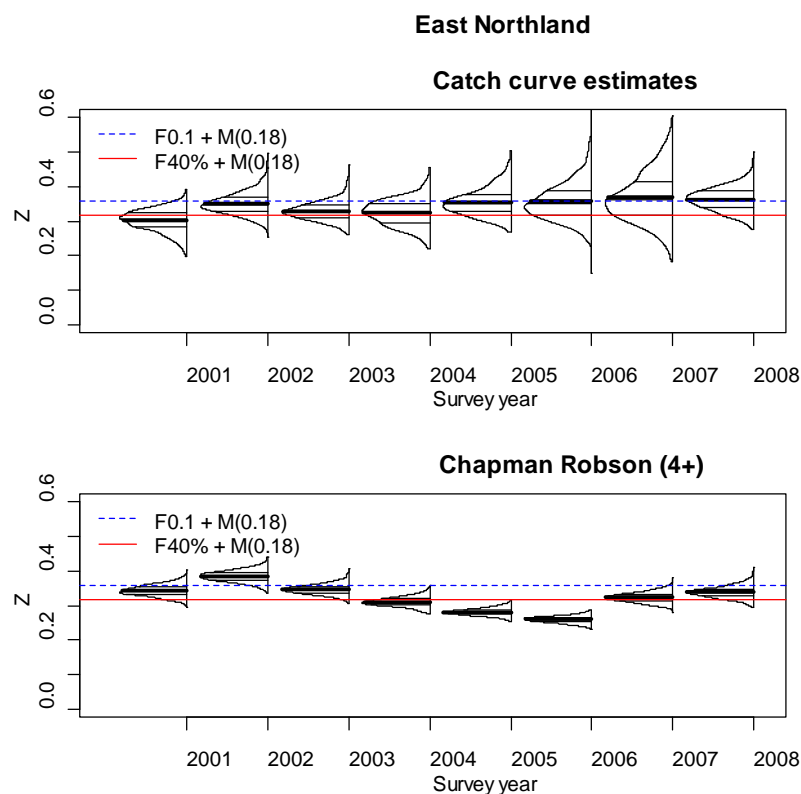 East Northland
Catch curve estimates
0.6
0.4
0.2
0.0
Z
F0.1 + M(0.18)
F40% + M(0.18)
2001 2002 2003 2004 2005 2006 2007 2008
Survey year
Chapman Robson (4+)
0.6
0.4
0.2
0.0
Z
F0.1 + M(0.18)
F40% + M(0.18)
2001 2002 2003 2004 2005 2006 2007 2008
Survey year